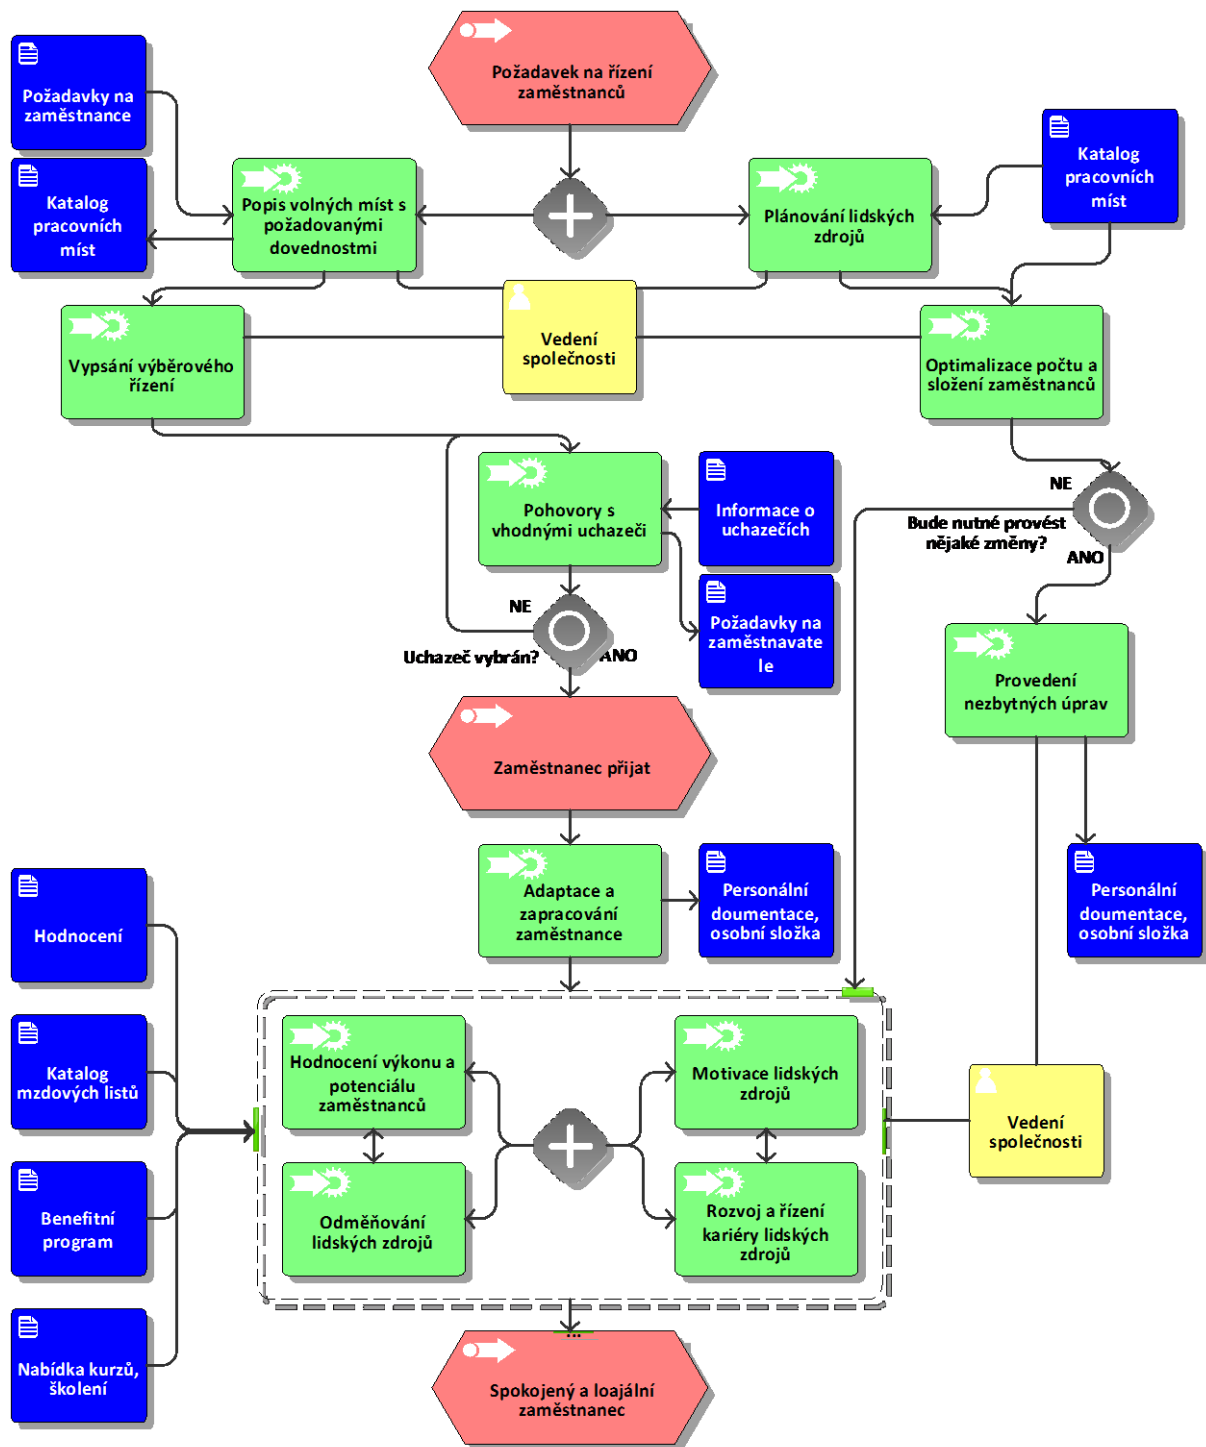 Požadavek na řízení
zaměstnanců
Požadavky na
zaměstnance
Katalog
pracovních
míst
Popis volných míst s
požadovanými
dovednostmi
Plánování lidských
zdrojů
Katalog
pracovních
míst
Vedení
společnosti
Vypsání výběrového
řízení
Optimalizace počtu a
složení zaměstnanců
Pohovory s
vhodnými uchazeči
Informace o
uchazečích
NE
Bude nutné provést
nějaké změny?
ANO
NE
Uchazeč vybrán?
ANO
Požadavky na
zaměstnavate
le
Provedení
nezbytných úprav
Zaměstnanec přijat
Adaptace a
zapracování
zaměstnance
Personální
doumentace,
osobní složka
Personální
doumentace,
osobní složka
Hodnocení
Katalog
mzdových listů
Benefitní
program
Nabídka kurzů,
školení
Hodnocení výkonu a
potenciálu
zaměstnanců
Motivace lidských
zdrojů
Odměňování
lidských zdrojů
Rozvoj a řízení
kariéry lidských
zdrojů
Vedení
společnosti
...
Spokojený a loajální
zaměstnanec